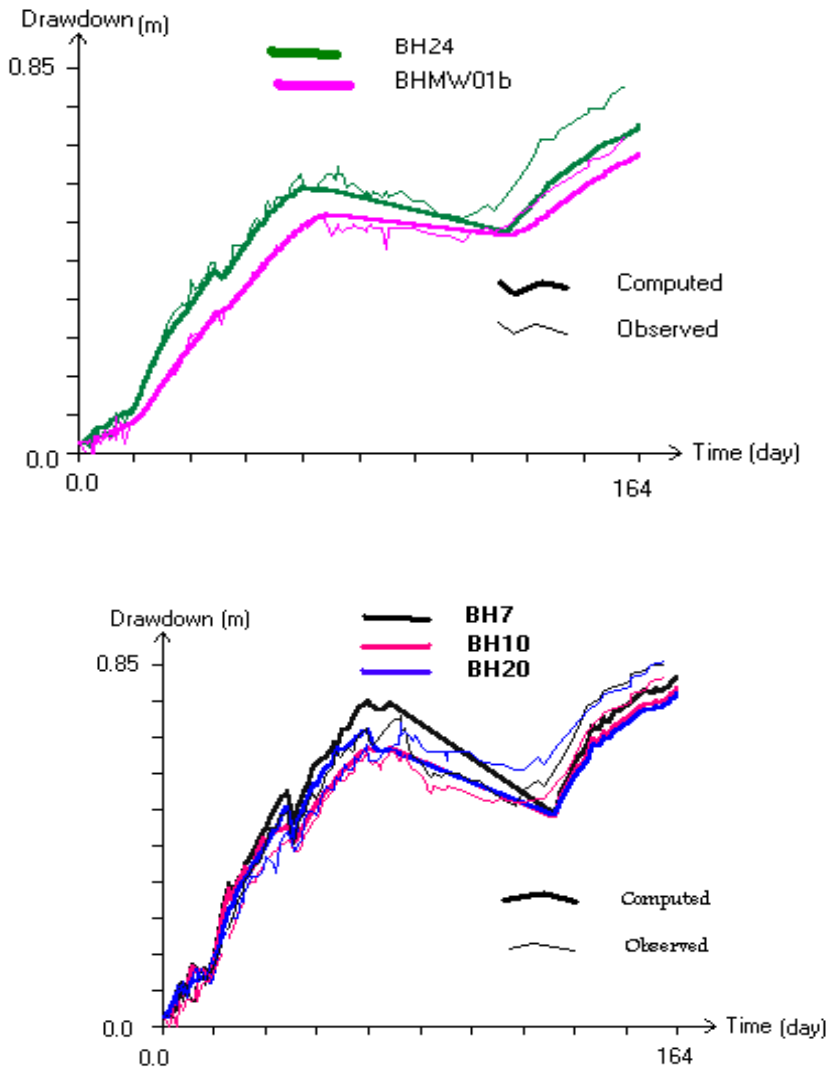 Drawdown (m)
0.85
BH24
BHMW01b
Computed
Observed
0.0
Time (day)
0.0
164
BH7
Drawdown (m)
BH10
0.85
BH20
Computed
Observed
0.0
Time (day)
0.0
164